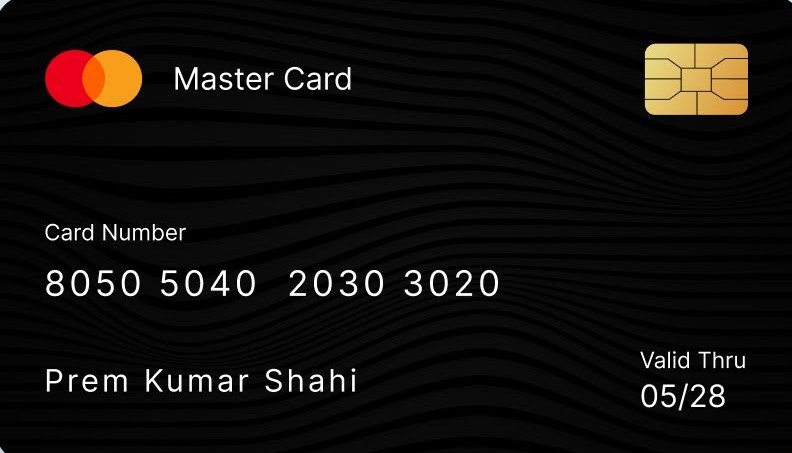 Master Card
Card Number
8050 5040 2030 3020
Prem Kumar Shahi
Valid Thru
05/28